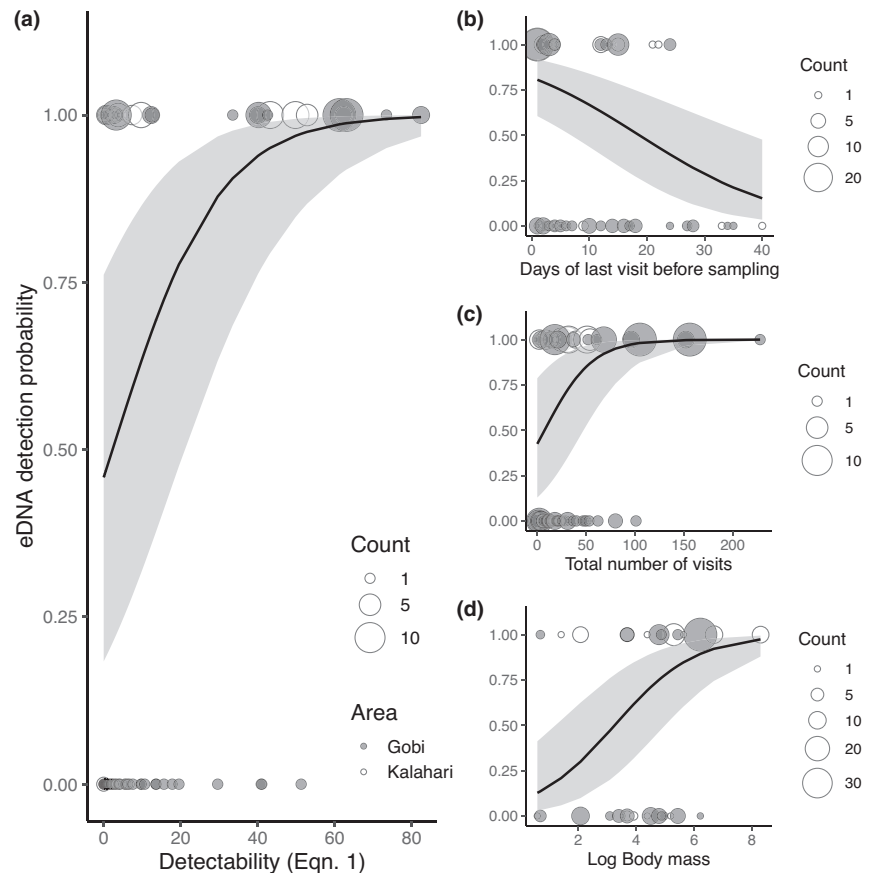 (a)
eDNA detection probability
1.00
0.75
0.50
0.25
0.00
0 20 40 60 80
Detectability (Eqn. 1)
Count
1
5
10
Area
Gobi
Kalahari
(b)
1.00
0.75
0.50
0.25
0.00
0 10 20 30 40
Days of last visit before sampling
Count
1
5
10
20
(c)
1.00
0.75
0.50
0.25
0.00
0 50 100 150 200
Total number of visits
Count
1
5
10
(d)
1.00
0.75
0.50
0.25
0.00
2 4 6 8
Log Body mass
Count
1
5
10
20
30